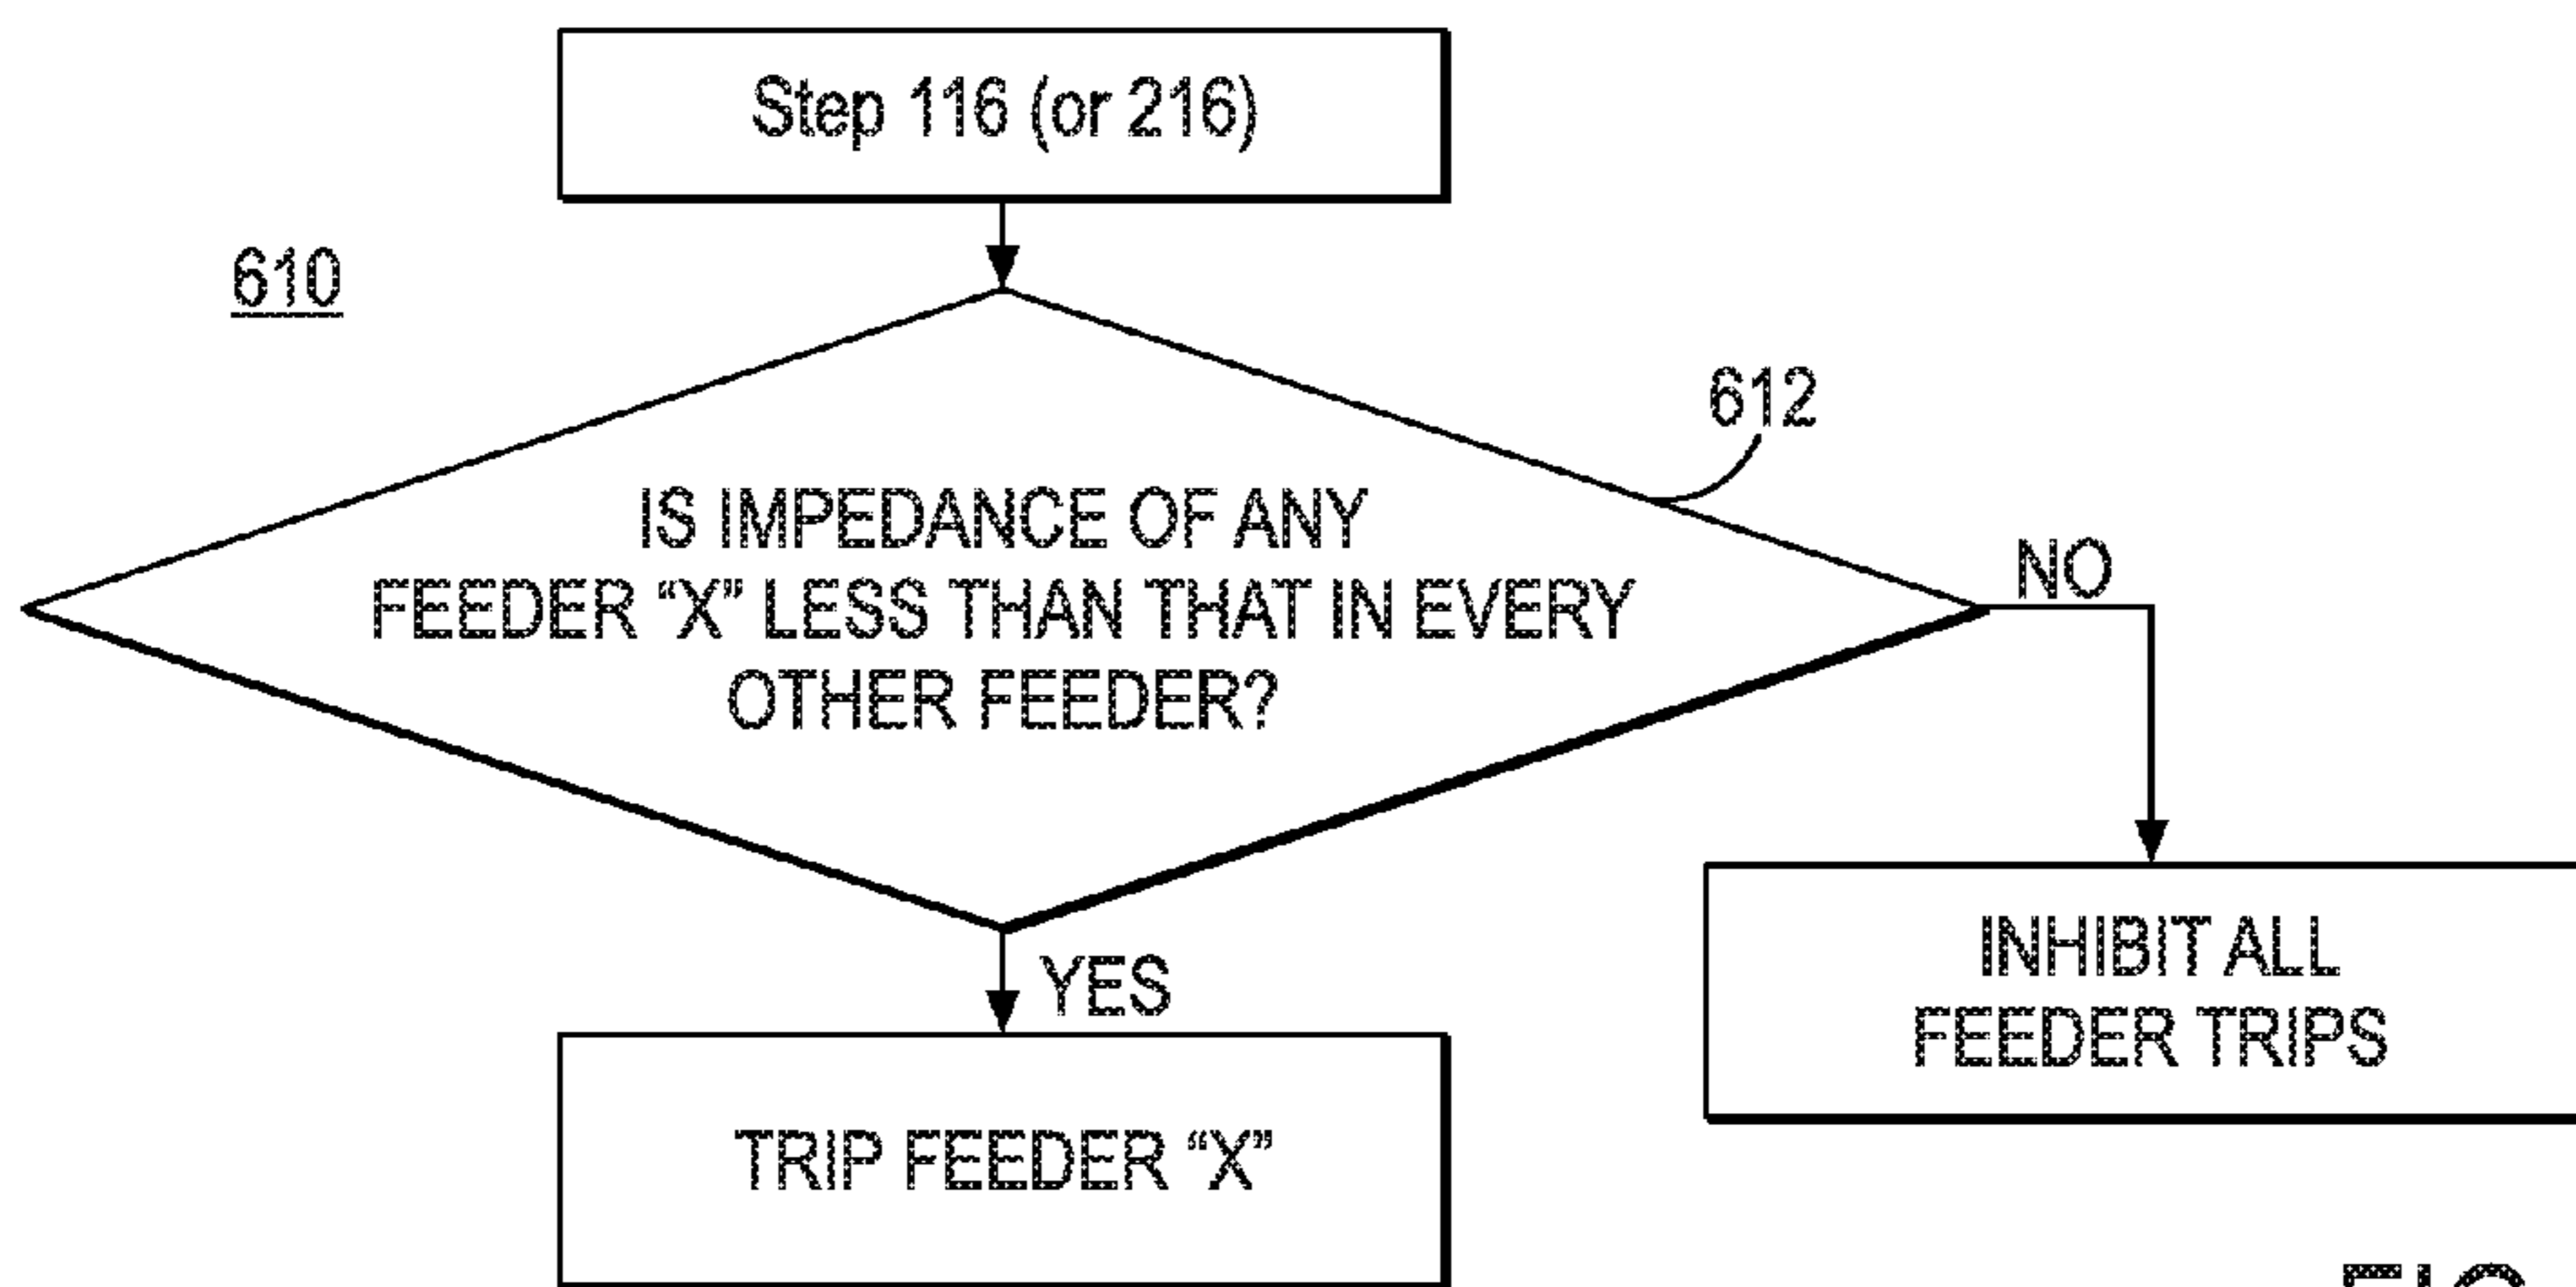 Step 116 (or 216)
610
612
IS IMPEDANCE OF ANY
FEEDER “X” LESS THAN THAT IN EVERY
OTHER FEEDER?
NO
YES
INHIBIT ALL
FEEDER TRIPS
TRIP FEEDER “X”